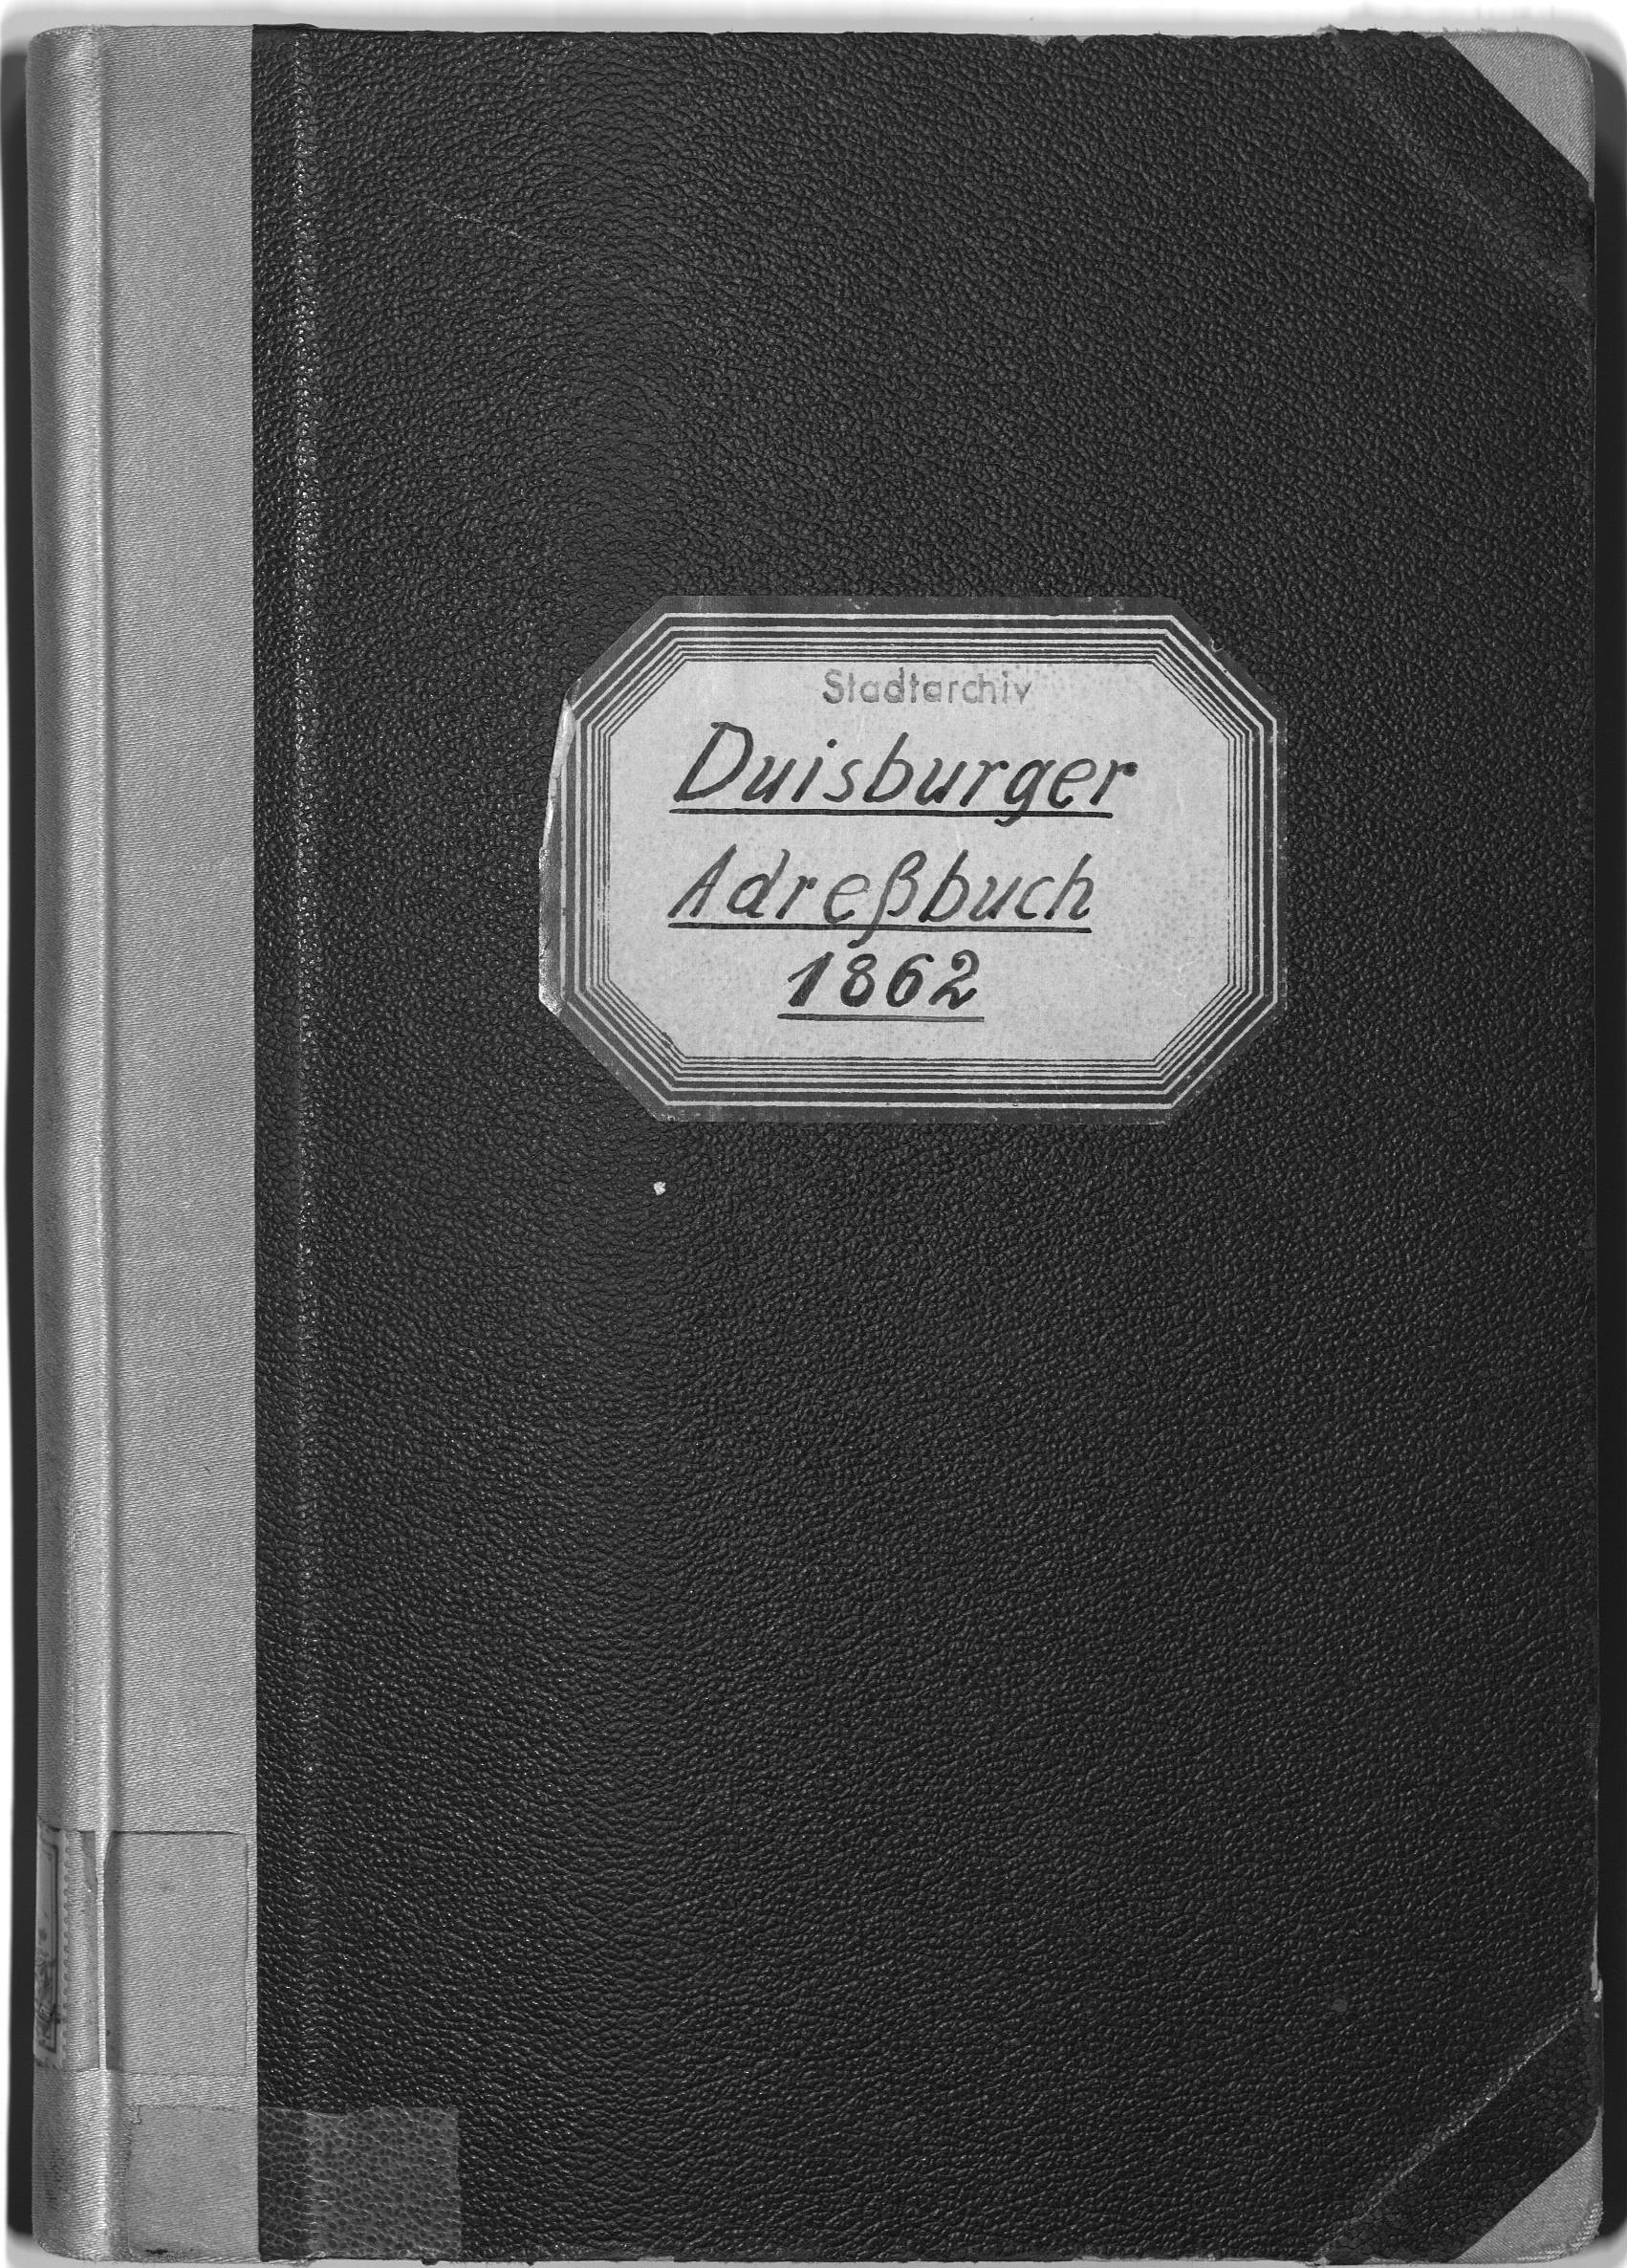 Stadtarchiv
Duisburger
Adreßbuch
1862